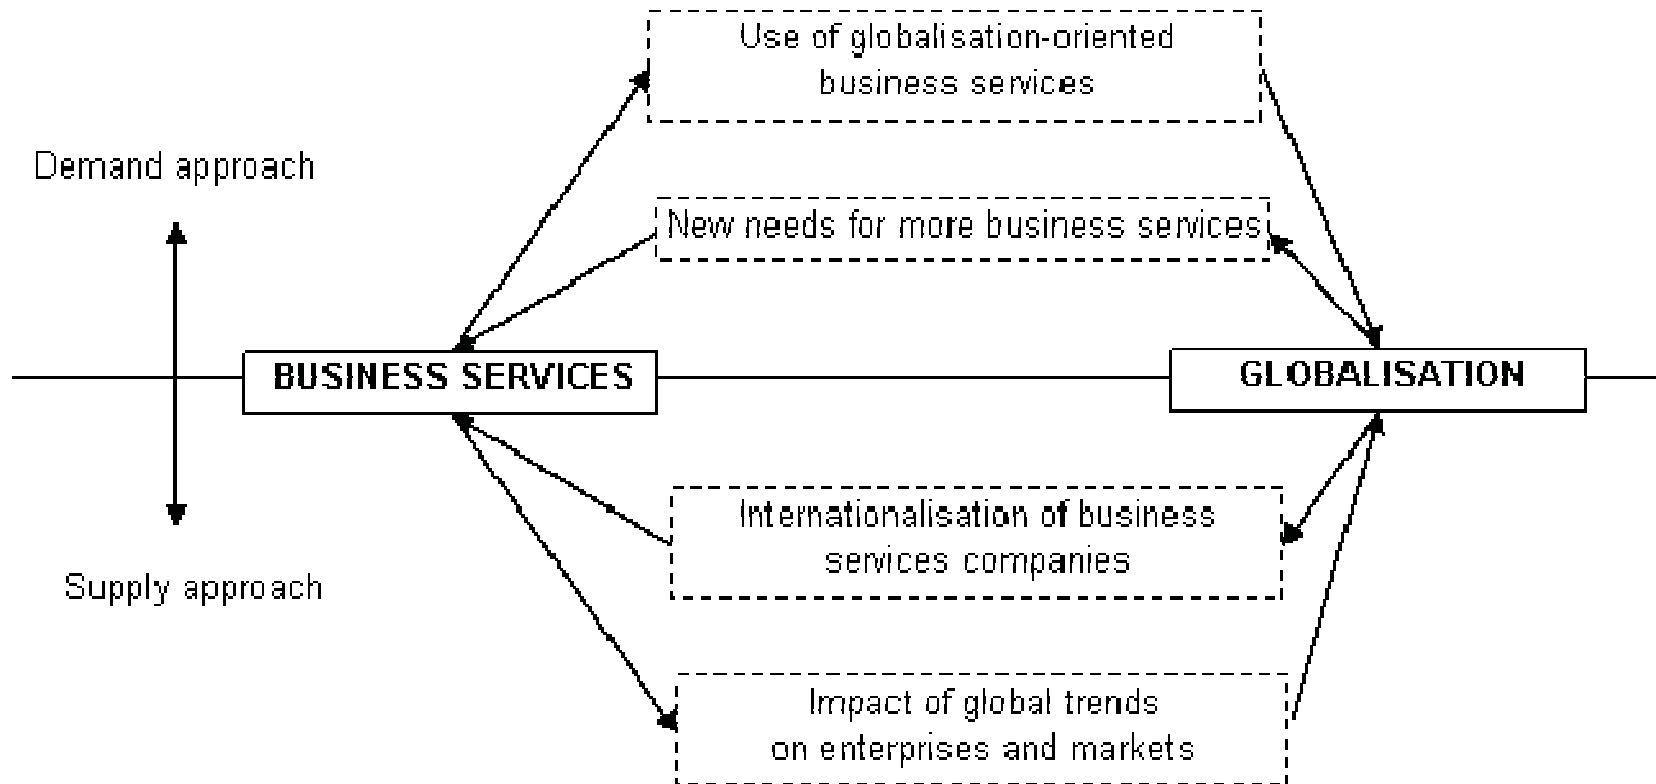 Use of globalisation-oriented
business services
Demand approach
New needs for more business services
BUSINESS SERVICES
GLOBALISATION
Internationalisation of business
services companies
Supply approach
Impact of global trends
on enterprises and markets